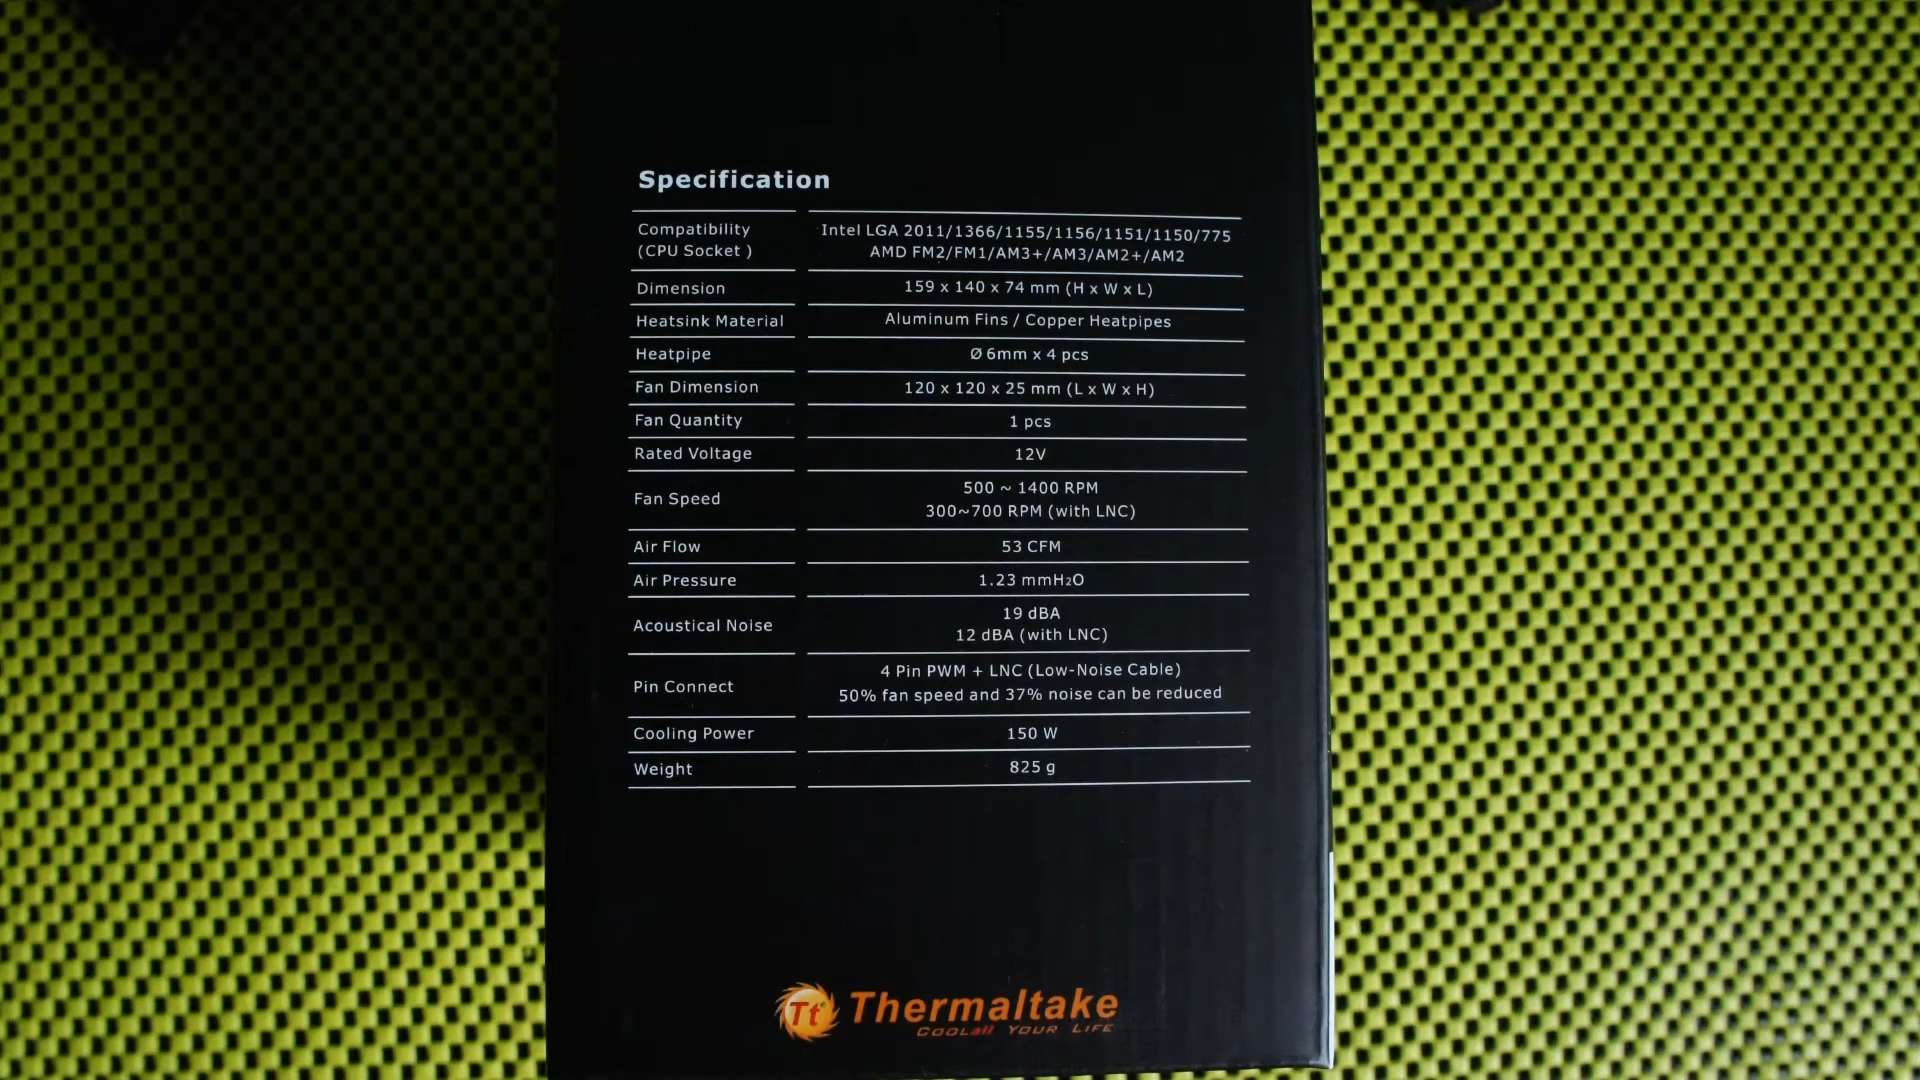 Specification
Compatibility
(CPU Socket )
Intel LGA 2011/1366/1155/1156/1151/1150/775
AMD FM2/FM1/AM3+/AM3/AM2+/AM2
Dimension
159 x 140 x 74 mm (H x W x L)
Heatsink Material
Aluminum Fins / Copper Heatpipes
Heatpipe
Ø 6mm x 4 pcs
Fan Dimension
120 x 120 x 25 mm (L x W x H)
Fan Quantity
1 pcs
Rated Voltage
12V
Fan Speed
500 ~ 1400 RPM
300~700 RPM (with LNC)
Air Flow
53 CFM
Air Pressure
1.23 mmH₂O
Acoustical Noise
19 dBA
12 dBA (with LNC)
Pin Connect
4 Pin PWM + LNC (Low-Noise Cable)
50% fan speed and 37% noise can be reduced
Cooling Power
150 W
Weight
825 g
Tt Thermaltake
COOLall YOUR LIFE